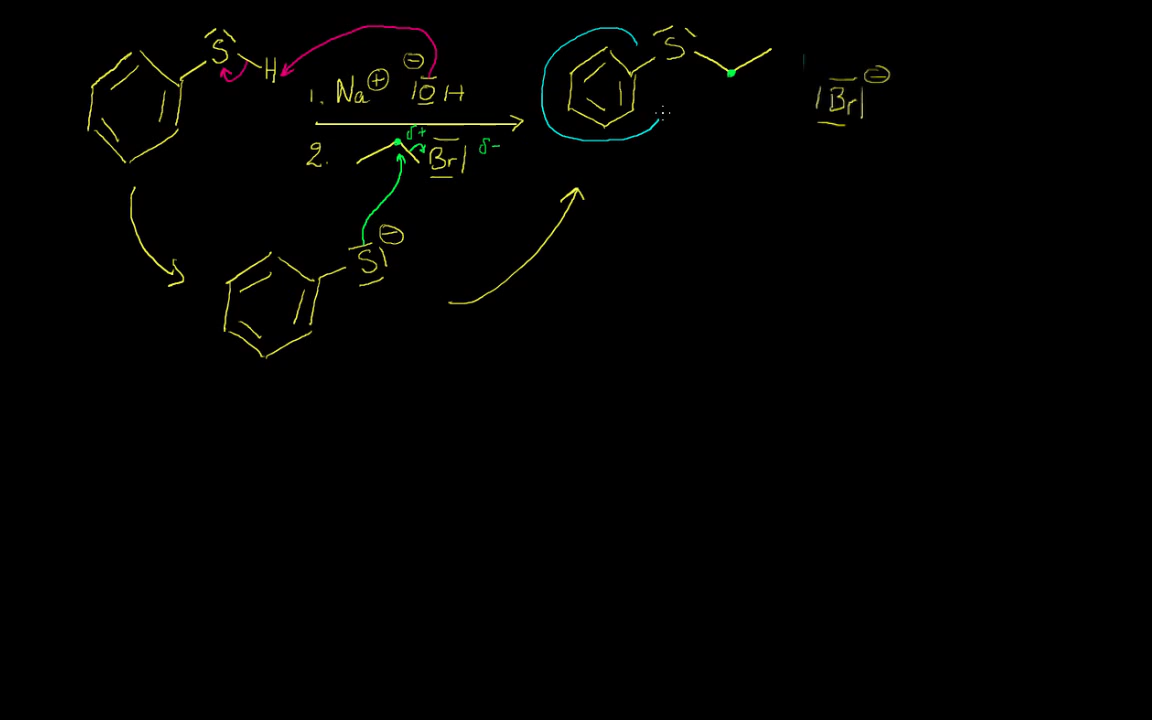 S
H
1. Na⊕ ⊖|OH
2. Br| δ+ δ-
S ⊖
S
|Br| ⊖